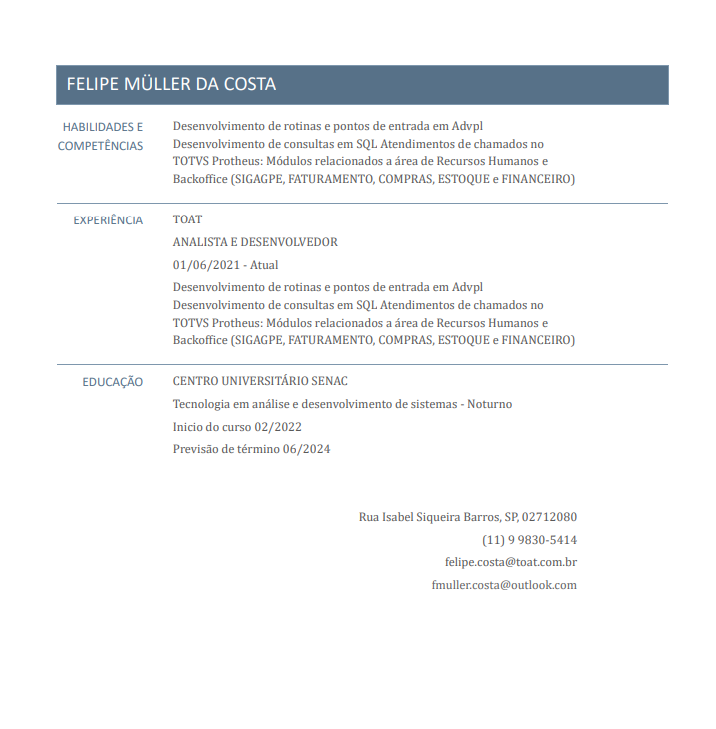 FELIPE MÜLLER DA COSTA
HABILIDADES E
COMPETÊNCIAS
Desenvolvimento de rotinas e pontos de entrada em Advpl
Desenvolvimento de consultas em SQL Atendimentos de chamados no
TOTVS Protheus: Módulos relacionados a área de Recursos Humanos e
Backoffice (SIGAGPE, FATURAMENTO, COMPRAS, ESTOQUE e FINANCEIRO)
EXPERIÊNCIA
TOAT
ANALISTA E DESENVOLVEDOR
01/06/2021 - Atual
Desenvolvimento de rotinas e pontos de entrada em Advpl
Desenvolvimento de consultas em SQL Atendimentos de chamados no
TOTVS Protheus: Módulos relacionados a área de Recursos Humanos e
Backoffice (SIGAGPE, FATURAMENTO, COMPRAS, ESTOQUE e FINANCEIRO)
EDUCAÇÃO
CENTRO UNIVERSITÁRIO SENAC
Tecnologia em análise e desenvolvimento de sistemas - Noturno
Inicio do curso 02/2022
Previsão de término 06/2024
Rua Isabel Siqueira Barros, SP, 02712080
(11) 9 9830-5414
felipe.costa@toat.com.br
fmuller.costa@outlook.com